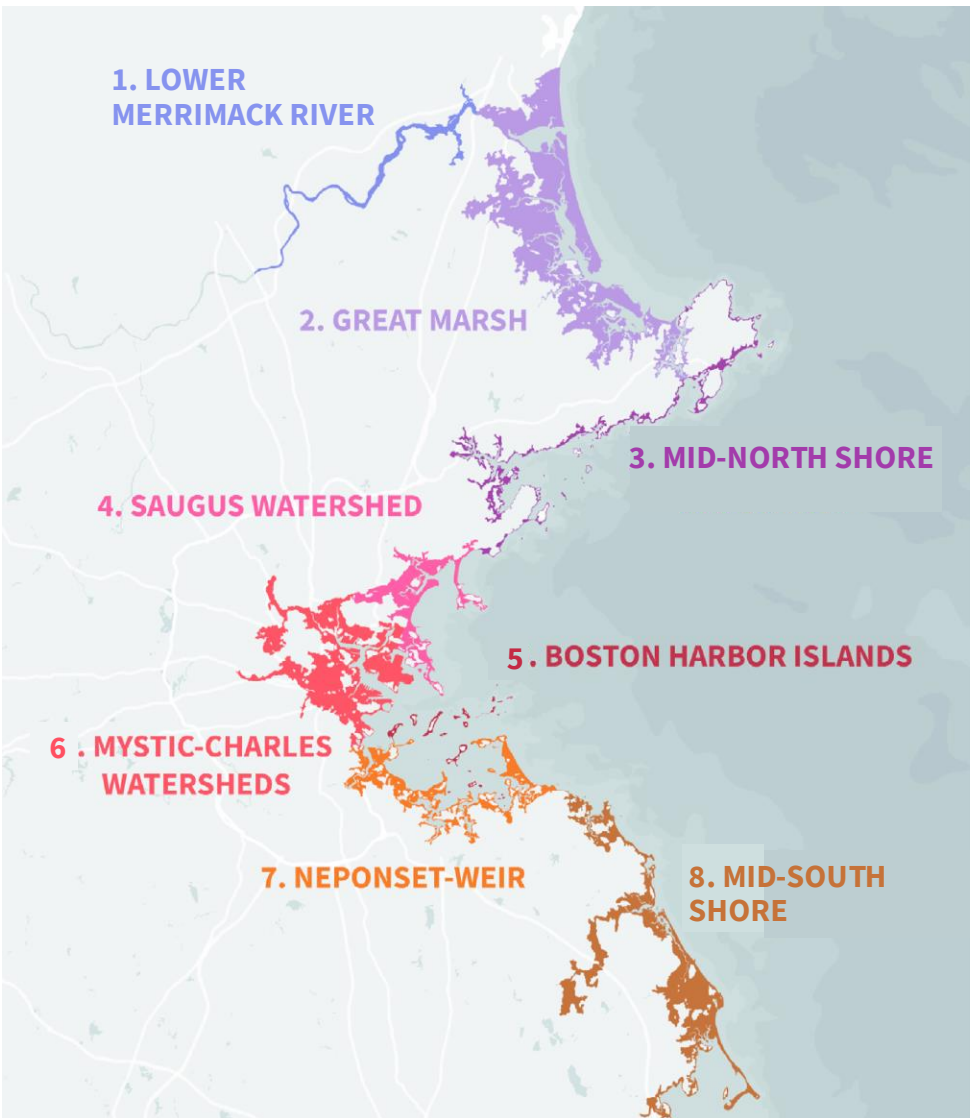 1. LOWER
MERRIMACK RIVER
2. GREAT MARSH
3. MID-NORTH SHORE
4. SAUGUS WATERSHED
5 . BOSTON HARBOR ISLANDS
6 . MYSTIC-CHARLES
WATERSHEDS
7. NEPONSET-WEIR
8. MID-SOUTH
SHORE